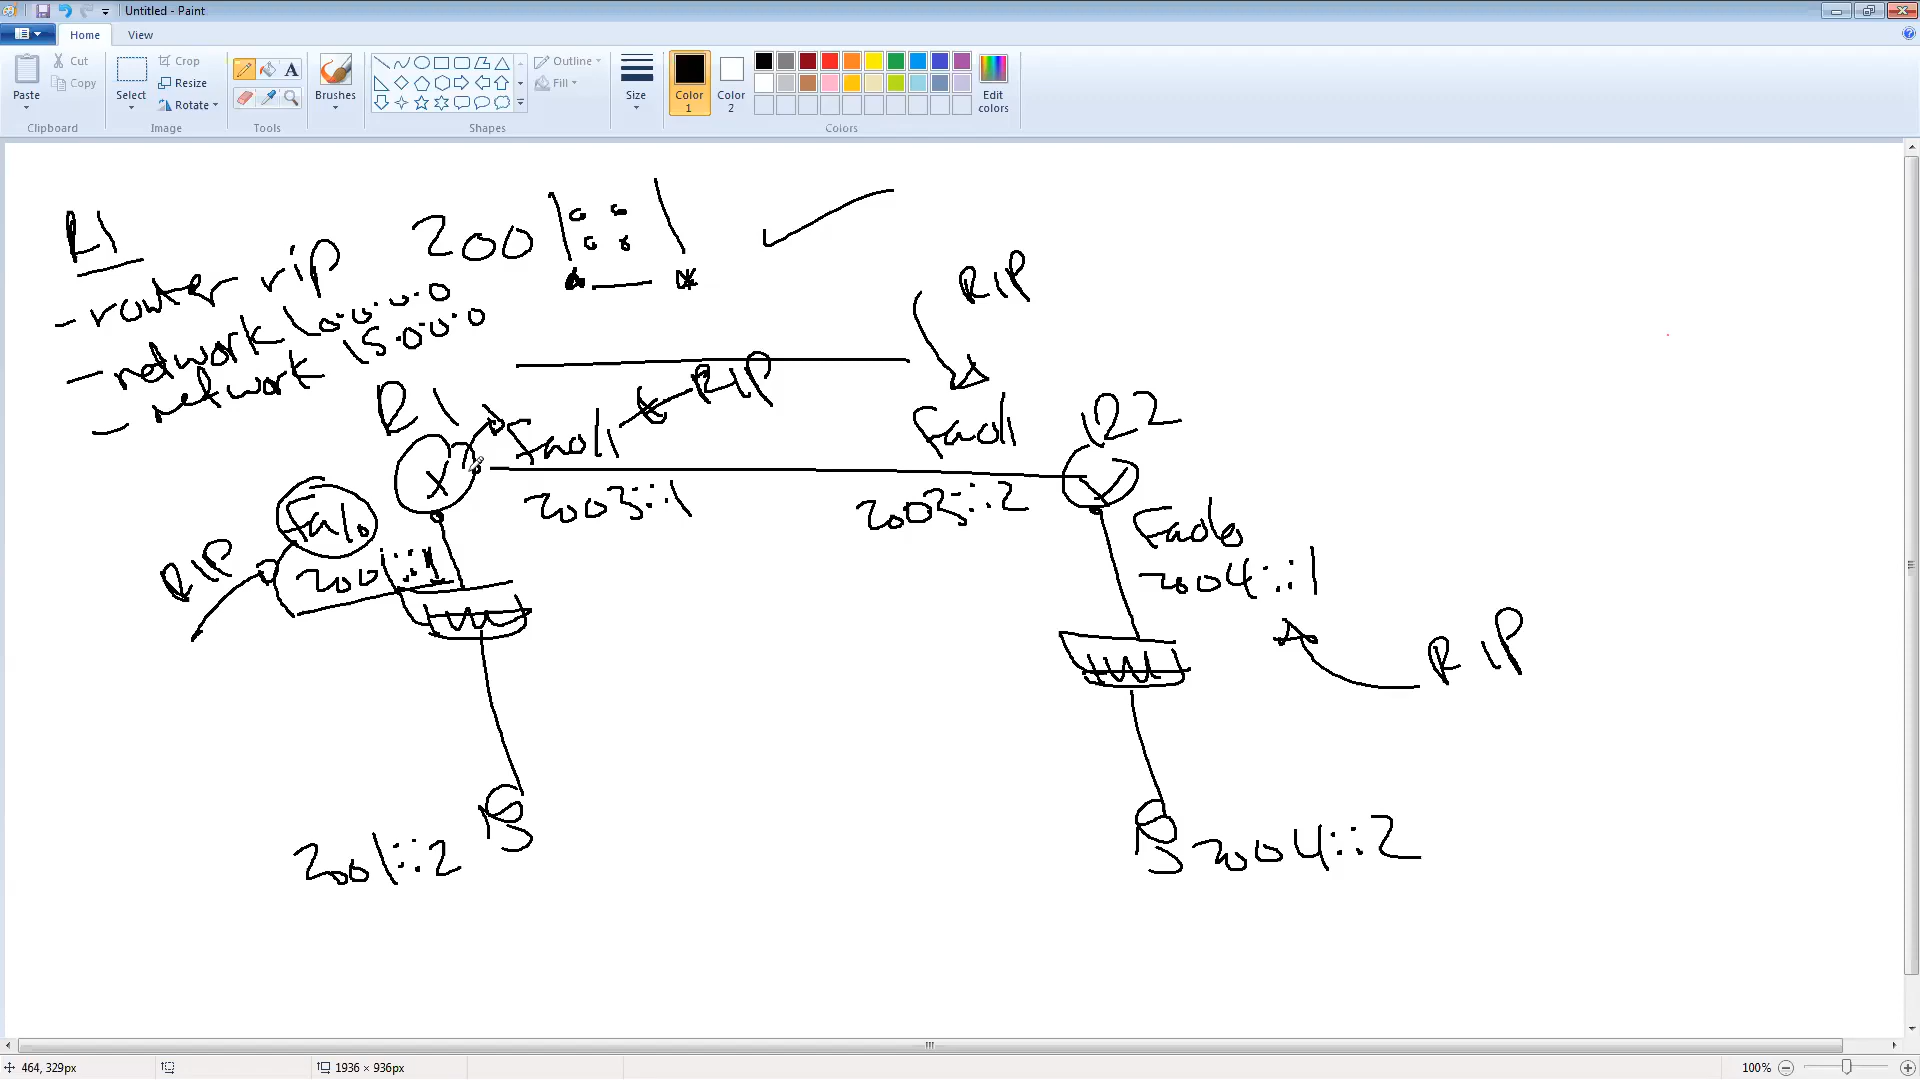 Untitled - Paint
Home
View
Paste
Cut
Copy
Clipboard
Select
Crop
Resize
Rotate
Image
Tools
Brushes
Shapes
Outline
Fill
Size
Color 1
Color 2
Edit colors
Colors
R1
- router rip
- network 10.0.0.0
- network 15.0.0.0
2001::
RIP
R1
Fa0/1
RIP
Fa0/1
R2
2003::1
2003::2
RIP
2001::1
Fa0/0
2004::1
RIP
2001::2
2004::2
464, 329px
1936 × 936px
100%